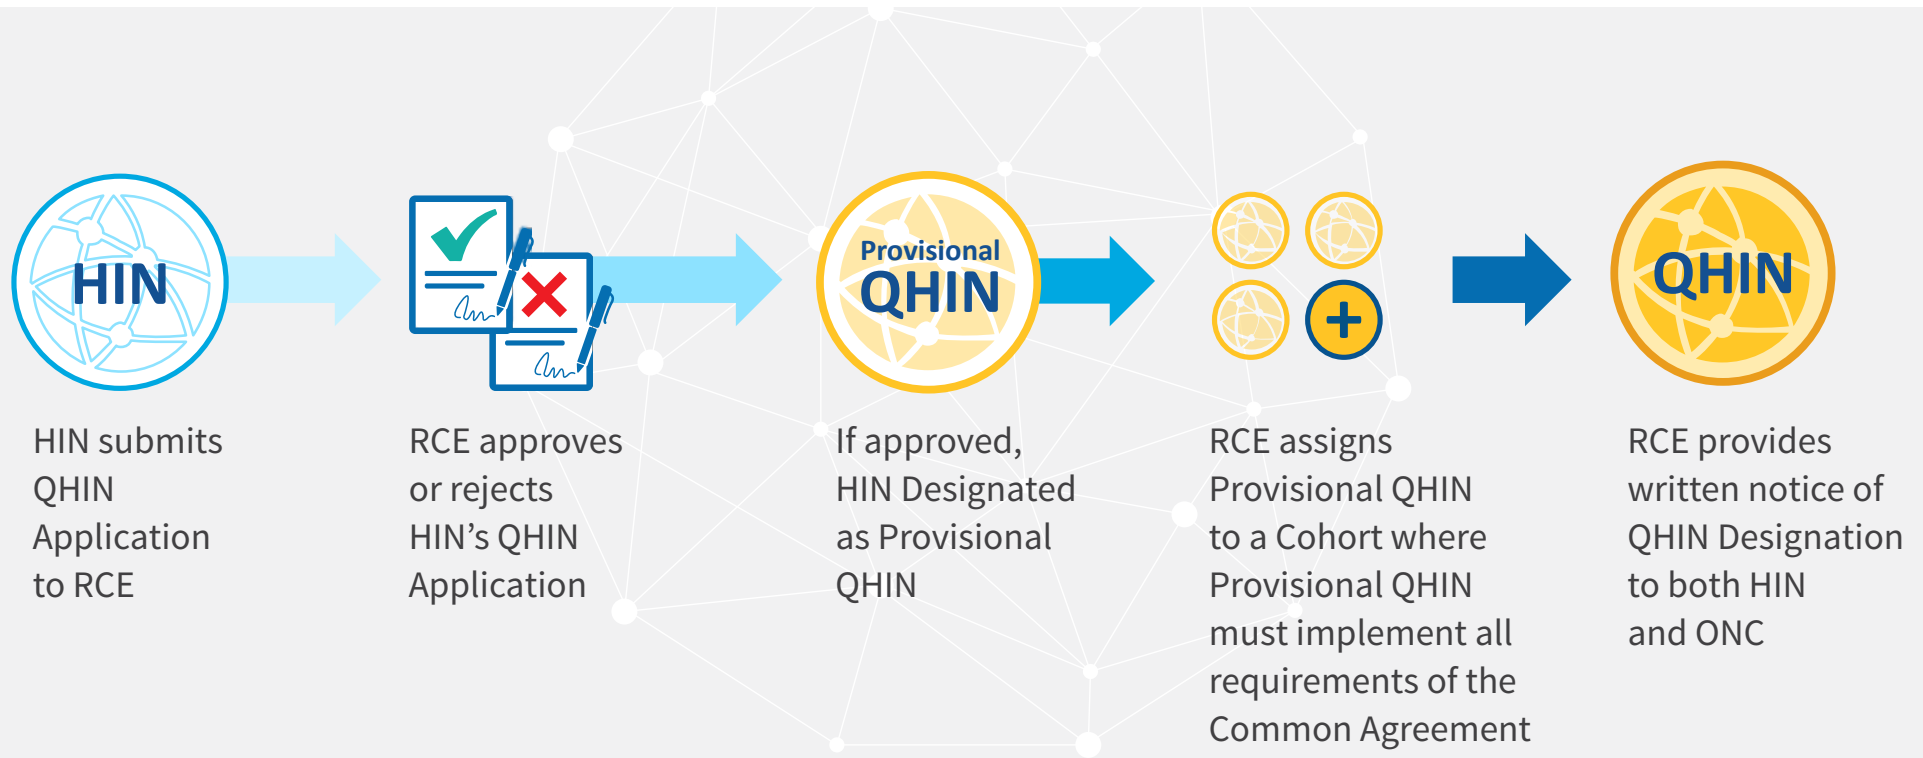 HIN
Provisional
QHIN
QHIN
HIN submits
QHIN
Application
to RCE
RCE approves
or rejects
HIN’s QHIN
Application
If approved,
HIN Designated
as Provisional
QHIN
RCE assigns
Provisional QHIN
to a Cohort where
Provisional QHIN
must implement all
requirements of the
Common Agreement
RCE provides
written notice of
QHIN Designation
to both HIN
and ONC